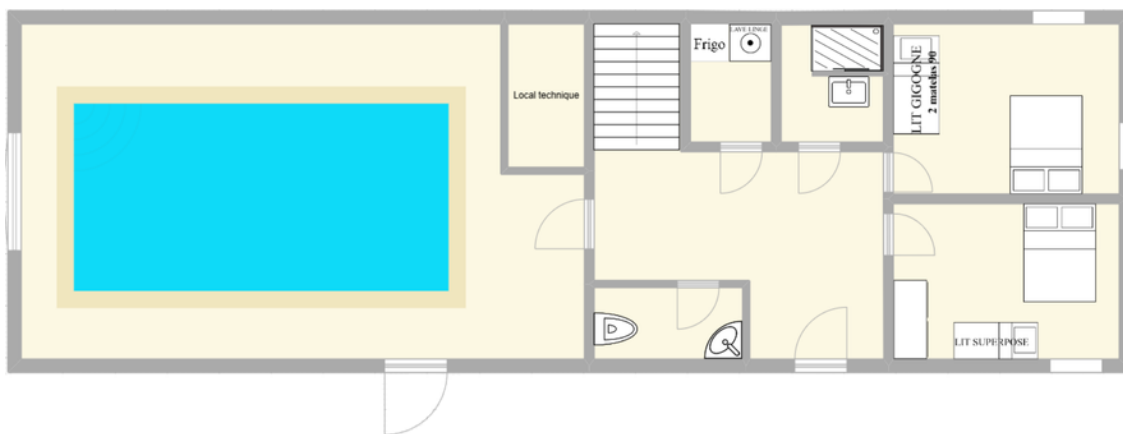 Local technique
Frigo
LAVE LINGE
LIT GIGOGNE
2 matelas 90
LIT SUPERPOSE